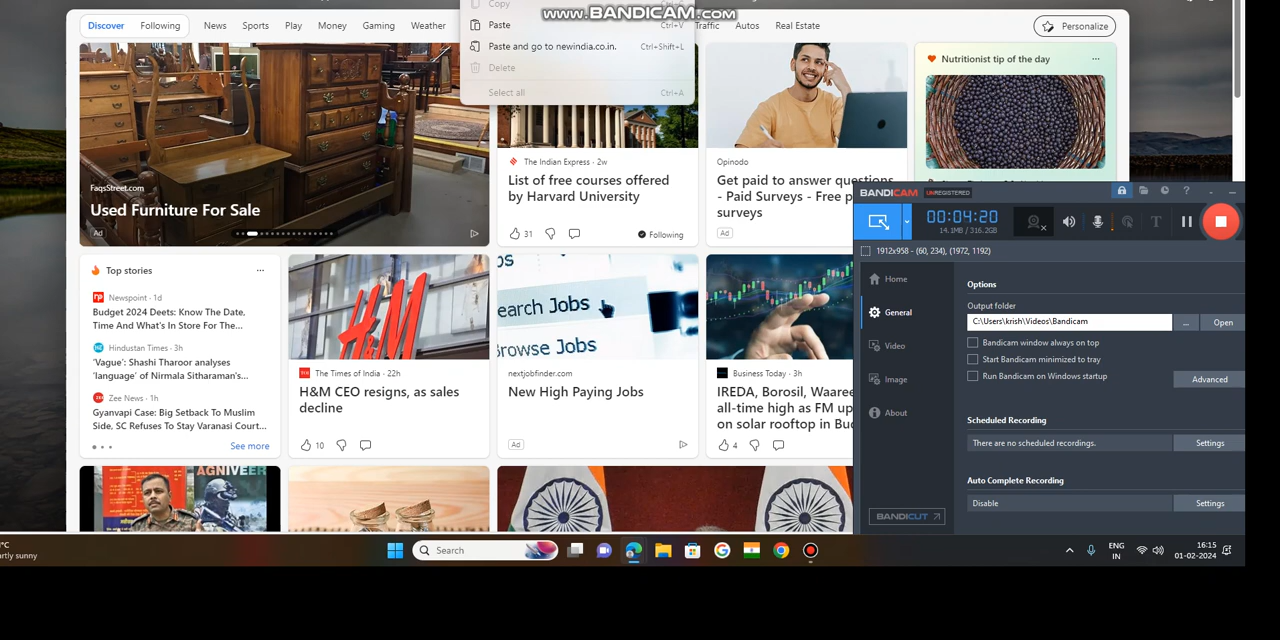 www.BANDICAM.com
Copy
Paste Ctrl+V
Paste and go to newindia.co.in. Ctrl+Shift+L
Delete
Select all Ctrl+A
Discover Following News Sports Play Money Gaming Weather Traffic Autos Real Estate Personalize
FaqsStreet.com
Used Furniture For Sale
Ad
The Indian Express · 2w
List of free courses offered
by Harvard University
31 Following
Opinodo
Get paid to answer questions
- Paid Surveys - Free p
surveys
Ad
Nutritionist tip of the day
Top stories
Newspoint · 1d
Budget 2024 Deets: Know The Date,
Time And What's In Store For The...
Hindustan Times · 3h
'Vague': Shashi Tharoor analyses
'language' of Nirmala Sitharaman's...
Zee News · 1h
Gyanvapi Case: Big Setback To Muslim
Side, SC Refuses To Stay Varanasi Court...
See more
The Times of India · 22h
H&M CEO resigns, as sales
decline
10
earch Jobs
Browse Jobs
nextjobfinder.com
New High Paying Jobs
Ad
Business Today · 3h
IREDA, Borosil, Waaree
all-time high as FM up
on solar rooftop in Bud
4
AGNIVEER
BANDICAM UNREGISTERED
00:04:20
14.1MB / 316.2GB
1912x958 - (60, 234), (1972, 1192)
Home
General
Video
Image
About
BANDICUT
Options
Output folder
C:\Users\krish\Videos\Bandicam ... Open
Bandicam window always on top
Start Bandicam minimized to tray
Run Bandicam on Windows startup
Advanced
Scheduled Recording
There are no scheduled recordings. Settings
Auto Complete Recording
Disable Settings
°C
artly sunny
Search
ENG
IN
16:15
01-02-2024